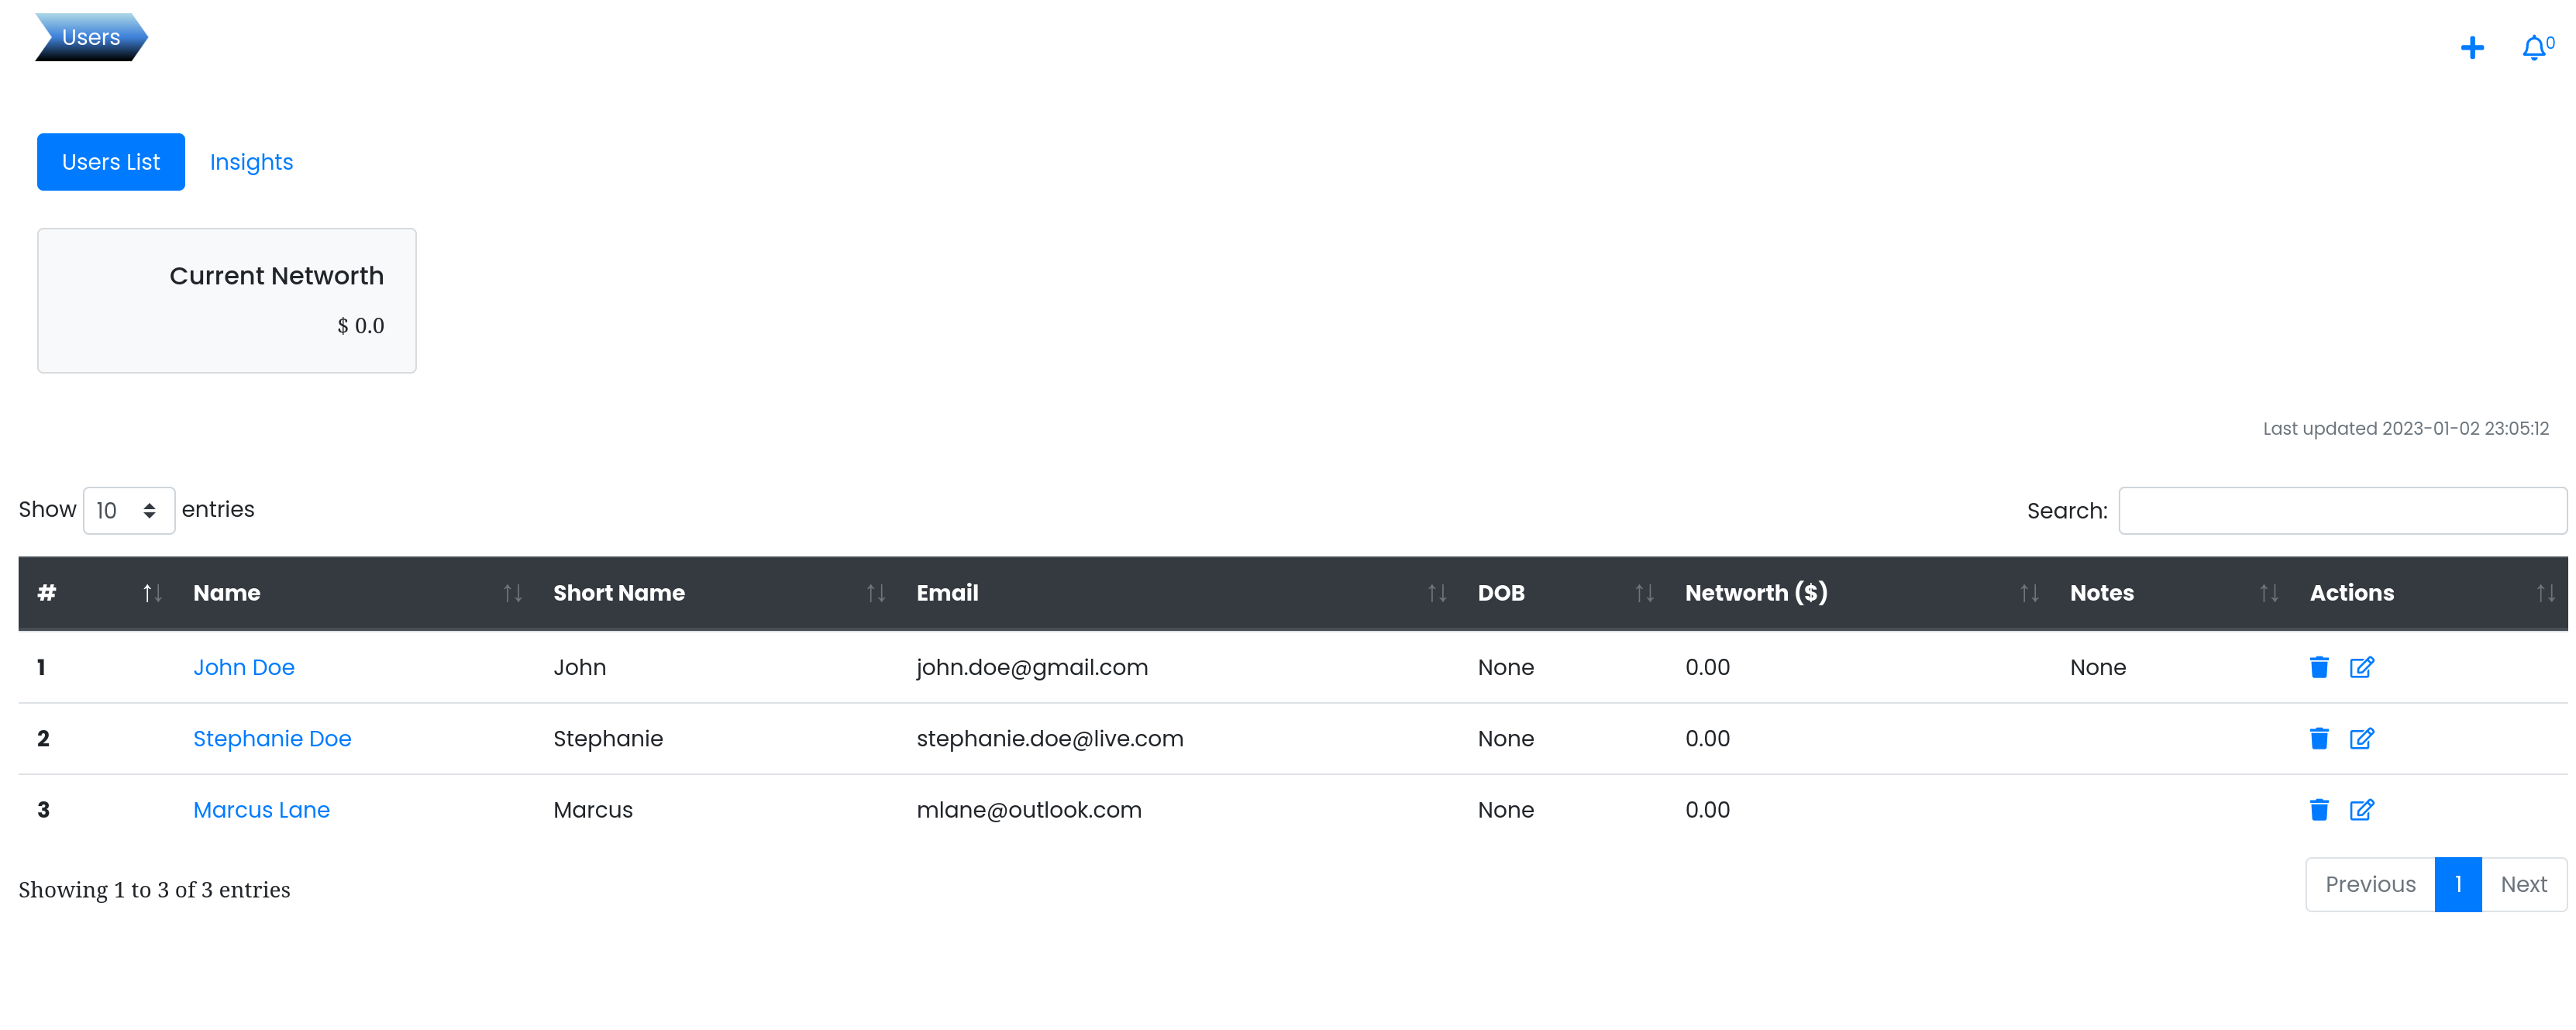 Users
0
Users List Insights
Current Networth
$ 0.0
Last updated 2023-01-02 23:05:12
Show 10 entries Search:
# Name Short Name Email DOB Networth ($) Notes Actions
1 John Doe John john.doe@gmail.com None 0.00 None
2 Stephanie Doe Stephanie stephanie.doe@live.com None 0.00
3 Marcus Lane Marcus mlane@outlook.com None 0.00
Showing 1 to 3 of 3 entries Previous 1 Next